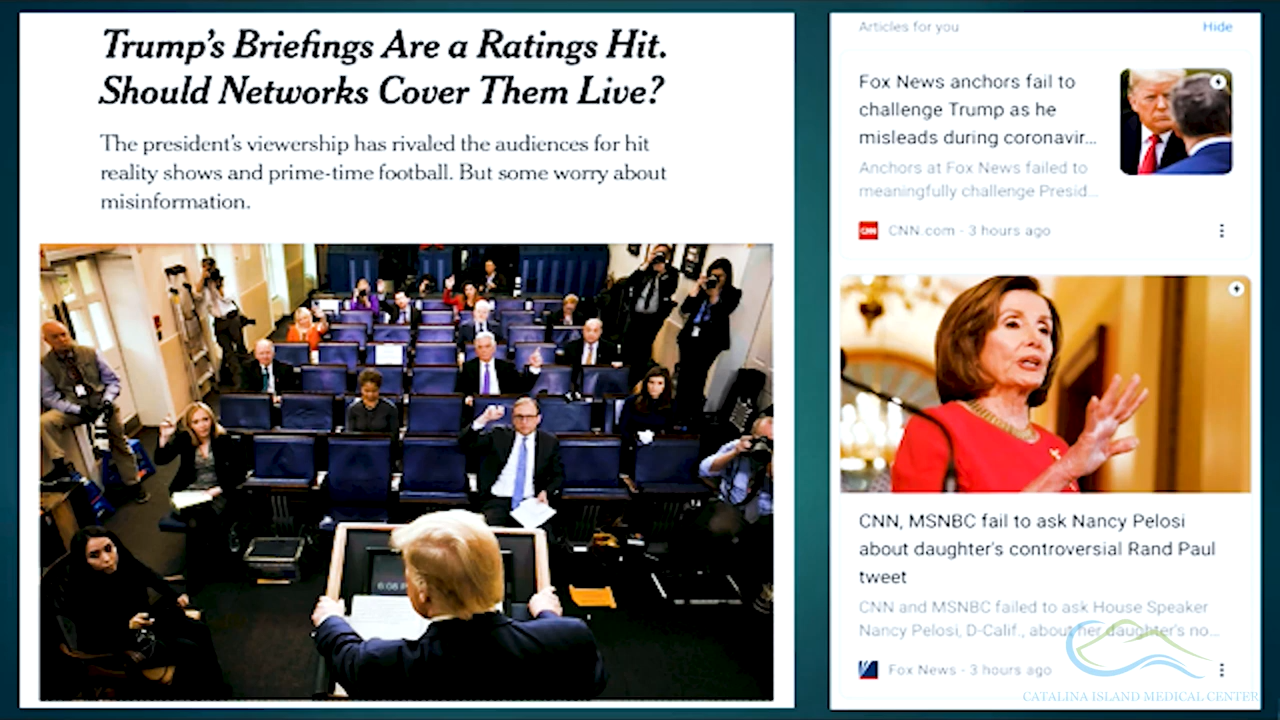 Trump's Briefings Are a Ratings Hit.
Should Networks Cover Them Live?
The president's viewership has rivaled the audiences for hit
reality shows and prime-time football. But some worry about
misinformation.
Articles for you
Hide
Fox News anchors fail to
challenge Trump as he
misleads during coronavir...
Anchors at Fox News failed to
meaningfully challenge Presid...
CNN
CNN.com - 3 hours ago
CNN, MSNBC fail to ask Nancy Pelosi
about daughter's controversial Rand Paul
tweet
CNN and MSNBC failed to ask House Speaker
Nancy Pelosi, D-Calif., about her daughter's no...
Fox News - 3 hours ago
CATALINA ISLAND MEDICAL CENTER